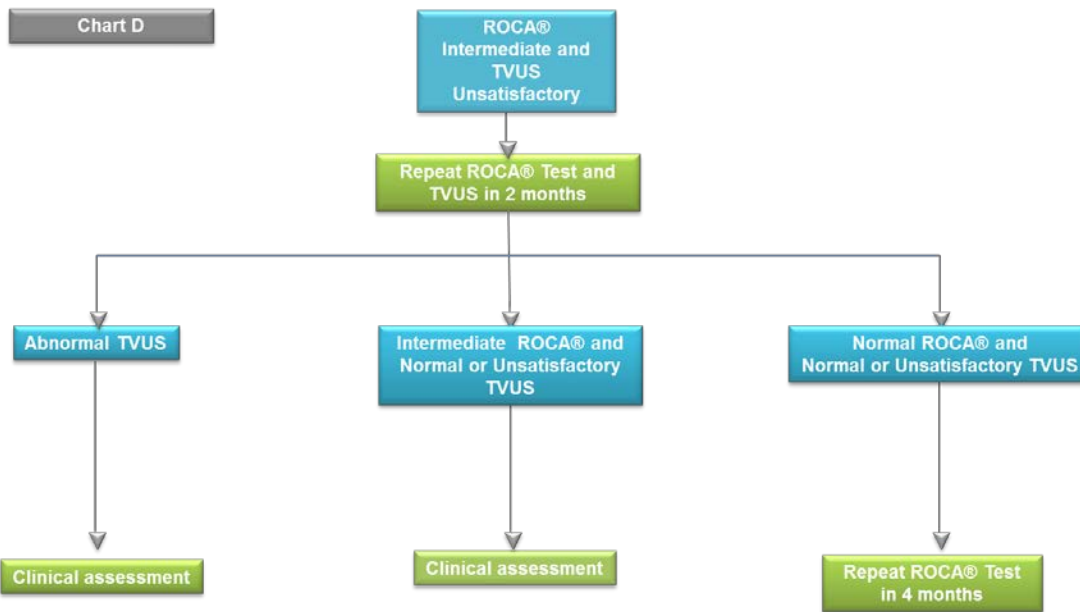 Chart D
ROCA®
Intermediate and
TVUS
Unsatisfactory
Repeat ROCA® Test and
TVUS in 2 months
Abnormal TVUS
Intermediate ROCA® and
Normal or Unsatisfactory
TVUS
Normal ROCA® and
Normal or Unsatisfactory TVUS
Clinical assessment
Clinical assessment
Repeat ROCA® Test
in 4 months